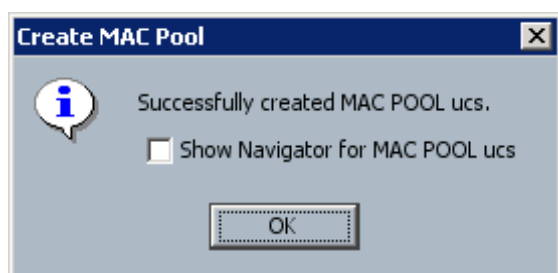 Create MAC Pool
Successfully created MAC POOL ucs.
Show Navigator for MAC POOL ucs
OK